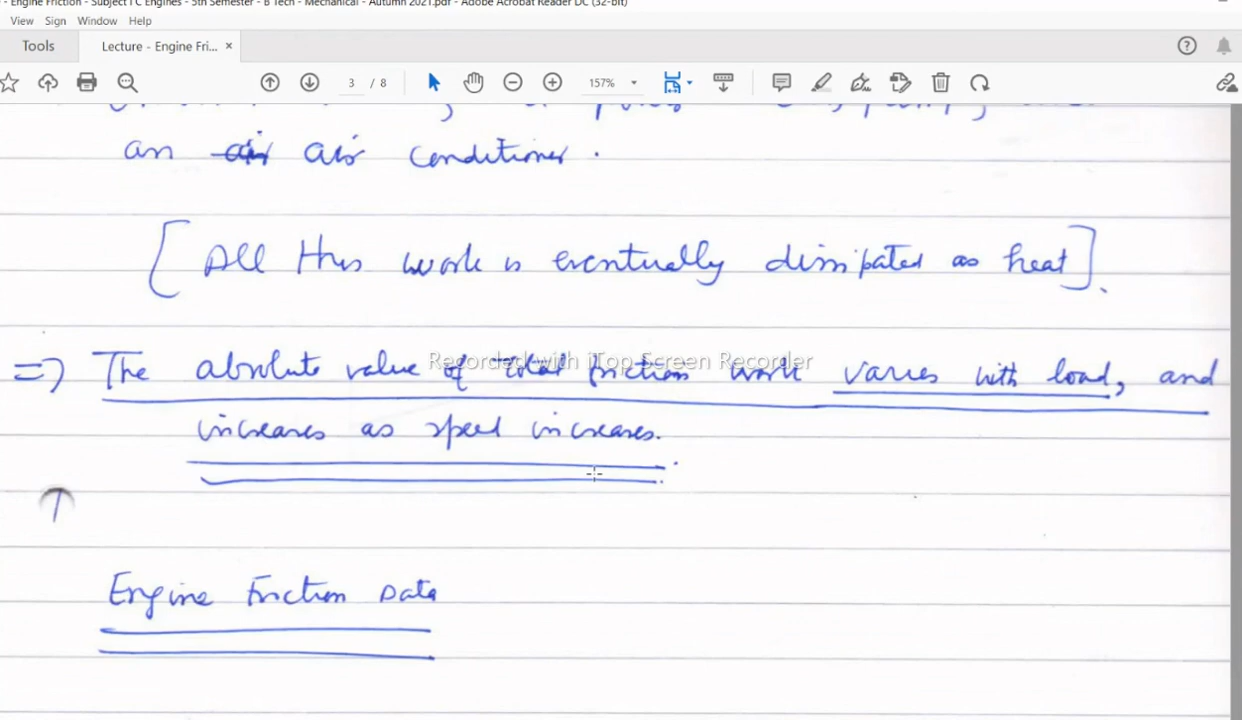 - Engine Friction - Subject I C Engines - 5th Semester - B Tech - Mechanical - Autumn 2021.pdf - Adobe Acrobat Reader DC (32-bit)
View Sign Window Help
Tools Lecture - Engine Fri... ×
3 / 8 157%
an air conditioner.
[All this work is eventually dissipated as heat].
Recorded with iTop Screen Recorder
=) The absolute value of total friction work varies with load, and
increases as speed increases.
↑
Engine Friction Data